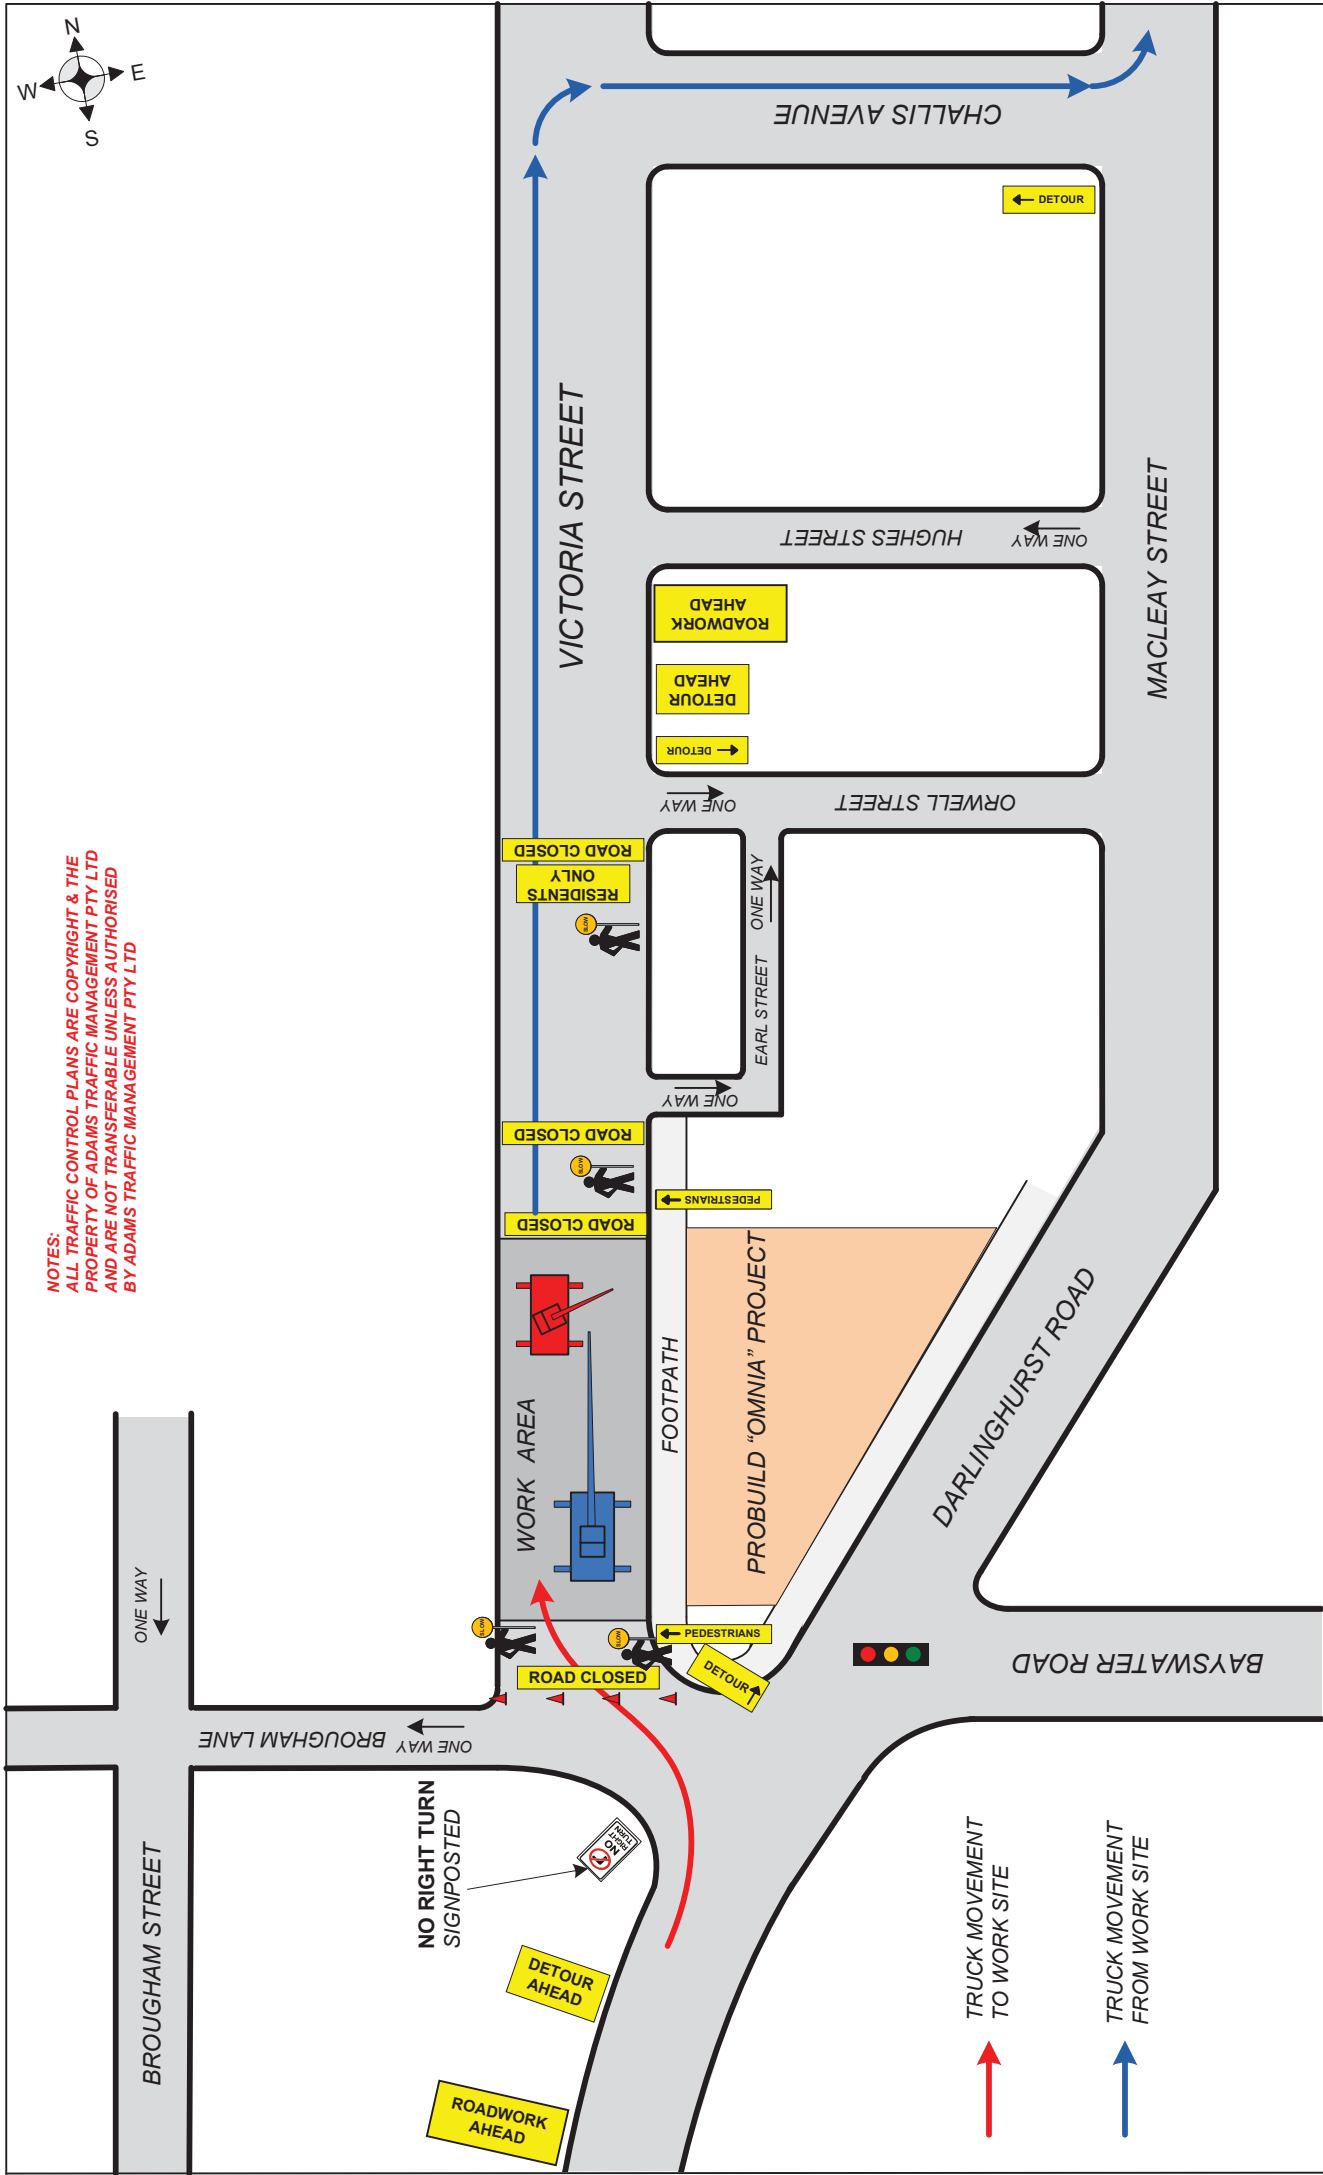 N
E
S
W
NOTES:
ALL TRAFFIC CONTROL PLANS ARE COPYRIGHT & THE
PROPERTY OF ADAMS TRAFFIC MANAGEMENT PTY LTD
AND ARE NOT TRANSFERABLE UNLESS AUTHORISED
BY ADAMS TRAFFIC MANAGEMENT PTY LTD
CHALLIS AVENUE
DETOUR
VICTORIA STREET
HUGHES STREET
ONE WAY
MACLEAY STREET
ROADWORK
AHEAD
DETOUR
AHEAD
DETOUR
ONE WAY
ORWELL STREET
ROAD CLOSED
RESIDENTS
ONLY
SLOW
ONE WAY
EARL STREET
ONE WAY
ROAD CLOSED
SLOW
PEDESTRIANS
ROAD CLOSED
WORK AREA
FOOTPATH
PROBUILD “OMNIA” PROJECT
DARLINGHURST ROAD
ONE WAY
SLOW
SLOW
PEDESTRIANS
ROAD CLOSED
DETOUR
BAYSWATER ROAD
BROUGHAM LANE
ONE WAY
NO RIGHT TURN
SIGNPOSTED
NO
RIGHT
TURN
BROUGHAM STREET
DETOUR
AHEAD
ROADWORK
AHEAD
TRUCK MOVEMENT
TO WORK SITE
TRUCK MOVEMENT
FROM WORK SITE